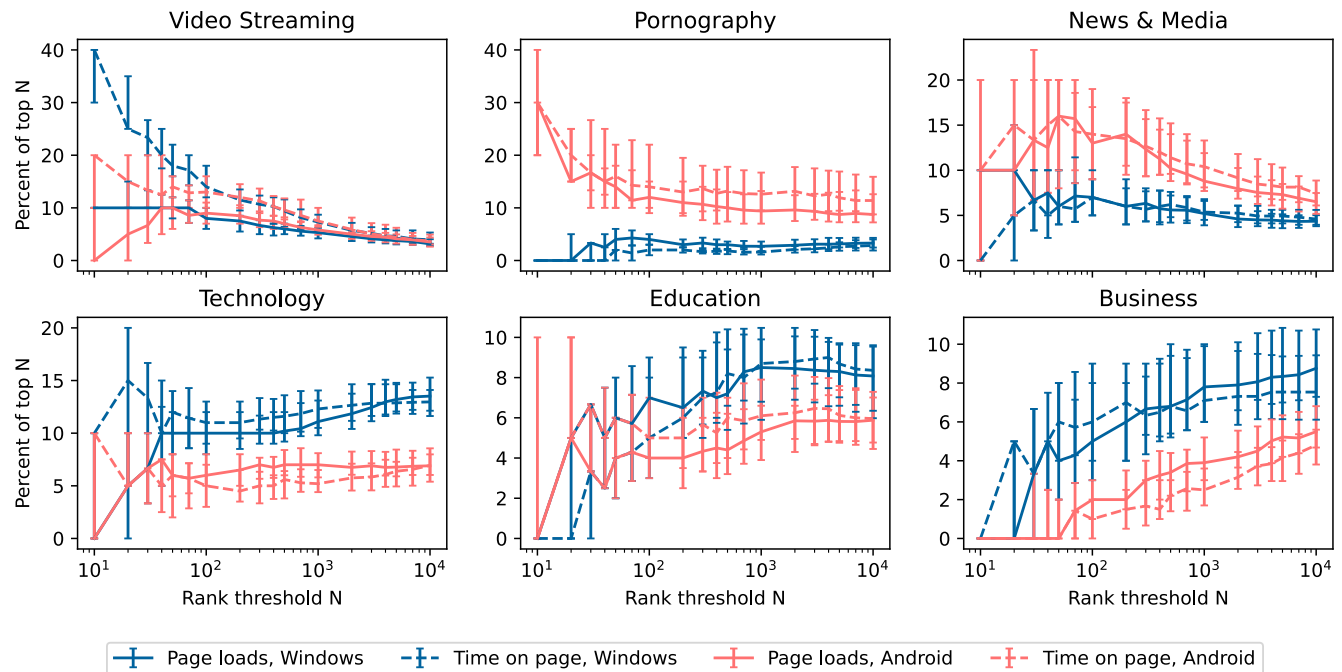 Video Streaming
Pornography
News & Media
Percent of top N
40
30
20
10
0
40
30
20
10
0
20
15
10
5
0
Technology
Education
Business
Percent of top N
20
15
10
5
0
10
8
6
4
2
0
10
8
6
4
2
0
10¹ 10² 10³ 10⁴
10¹ 10² 10³ 10⁴
10¹ 10² 10³ 10⁴
Rank threshold N
Rank threshold N
Rank threshold N
Page loads, Windows Time on page, Windows Page loads, Android Time on page, Android